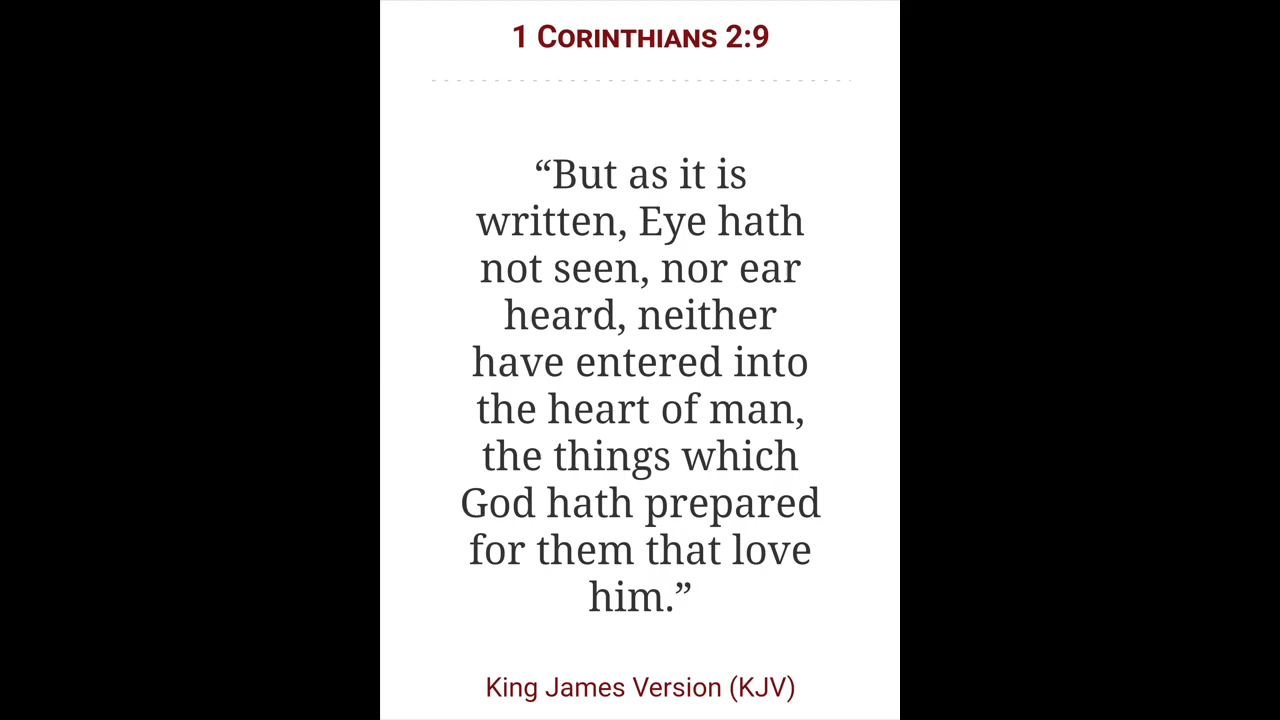 1 Corinthians 2:9
“But as it is
written, Eye hath
not seen, nor ear
heard, neither
have entered into
the heart of man,
the things which
God hath prepared
for them that love
him.”
King James Version (KJV)